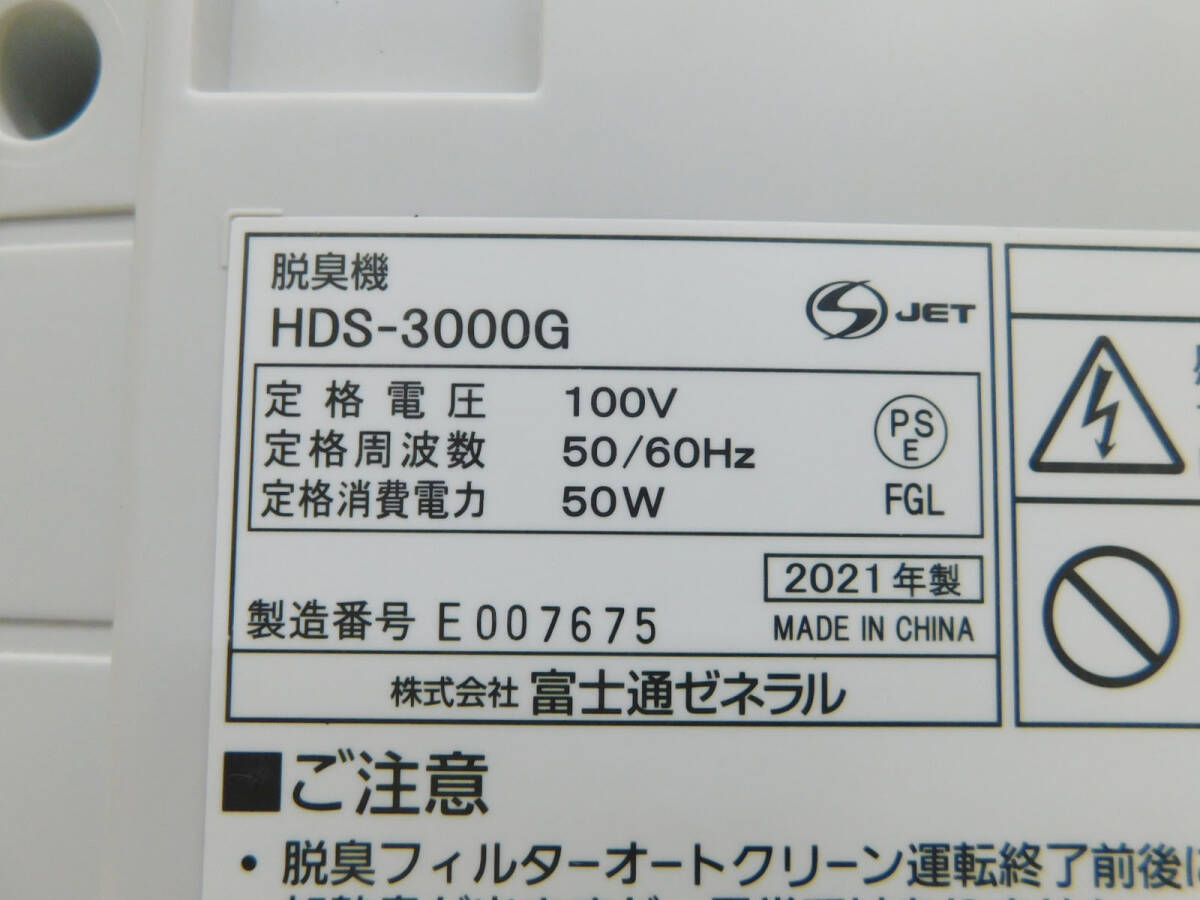 脱臭機
HDS-3000G
JET
定格電圧 100V
定格周波数 50/60Hz
定格消費電力 50W
PS
E
FGL
2021年製
製造番号 E007675
MADE IN CHINA
株式会社 富士通ゼネラル
■ご注意
・脱臭フィルターオートクリーン運転終了前後に